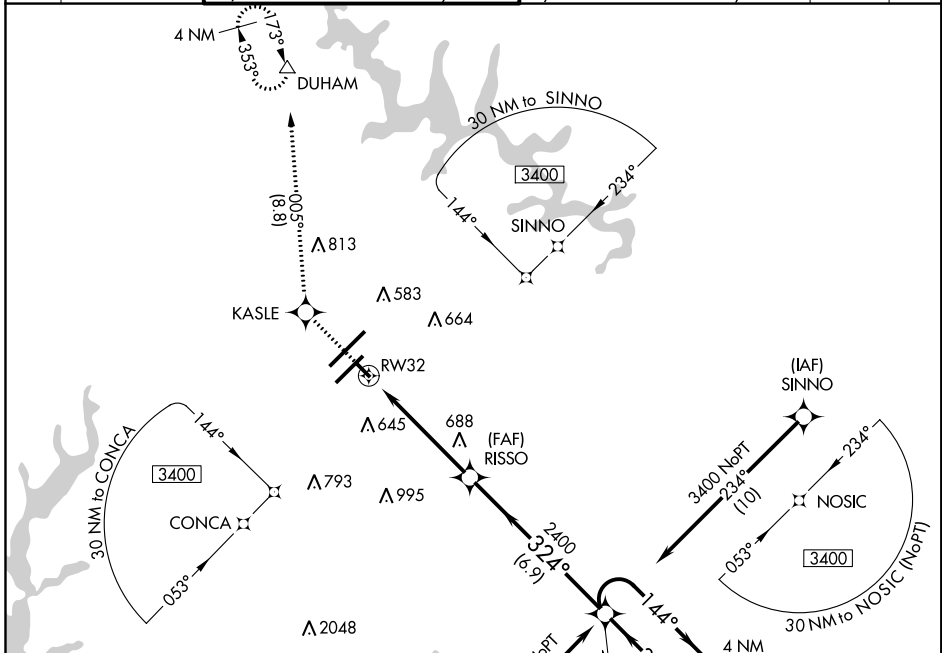 4 NM
173°
353°
DUHAM
30 NM to SINNO
3400
234°
144°
SINNO
005°
(8.8)
813
583
664
KASLE
RW32
(IAF)
SINNO
645
688
(FAF)
RISSO
30 NM to CONCA
144°
3400
CONCA
053°
793
995
3400 NoPT
234°
(10)
234°
NOSIC
053°
3400
30 NM to NOSIC (NoPT)
2400
324°
(6.9)
144°
2048
4 NM